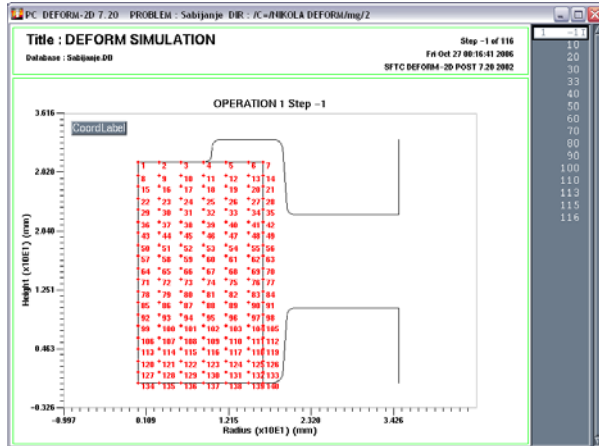 PC DEFORM-2D 7.20 PROBLEM : Sabijanje DIR : /C=/NIKOLA DEFORM/mg/2
Title : DEFORM SIMULATION
Database : Sabijanje.DB
Step -1 of 116
Fri Oct 27 00:16:41 2006
SFTC DEFORM-2D POST 7.20 2002
1 -1
10
20
30
33
40
50
60
70
80
90
100
110
113
115
116
OPERATION 1 Step -1
CoordLabel
3.616
2.820
2.040
1.251
0.463
-0.326
Height (x10E1) (mm)
1 2 3 4 5 6 7
8 9 10 11 12 13 14
15 16 17 18 19 20 21
22 23 24 25 26 27 28
29 30 31 32 33 34 35
36 37 38 39 40 41 42
43 44 45 46 47 48 49
50 51 52 53 54 55 56
57 58 59 60 61 62 63
64 65 66 67 68 69 70
71 72 73 74 75 76 77
78 79 80 81 82 83 84
85 86 87 88 89 90 91
92 93 94 95 96 97 98
99 100 101 102 103 104 105
106 107 108 109 110 111 112
113 114 115 116 117 118 119
120 121 122 123 124 125 126
127 128 129 130 131 132 133
134 135 136 137 138 139 140
-0.997 0.109 1.215 2.320 3.426
Radius (x10E1) (mm)